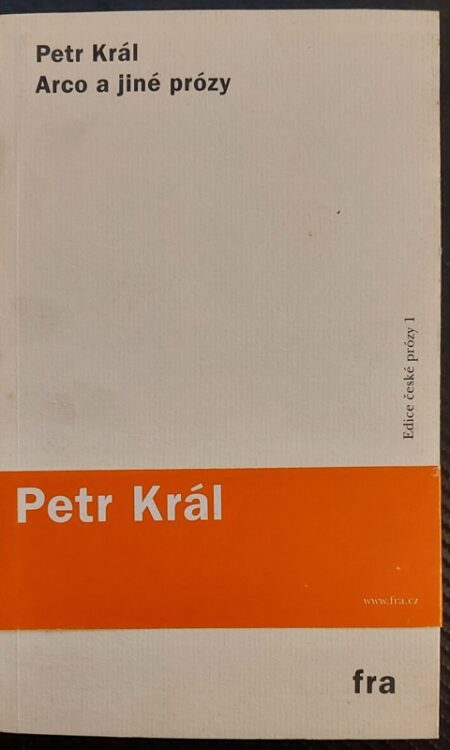 Petr Král
Arco a jiné prózy
Edice české prózy 1
Petr Král
www.fra.cz
fra